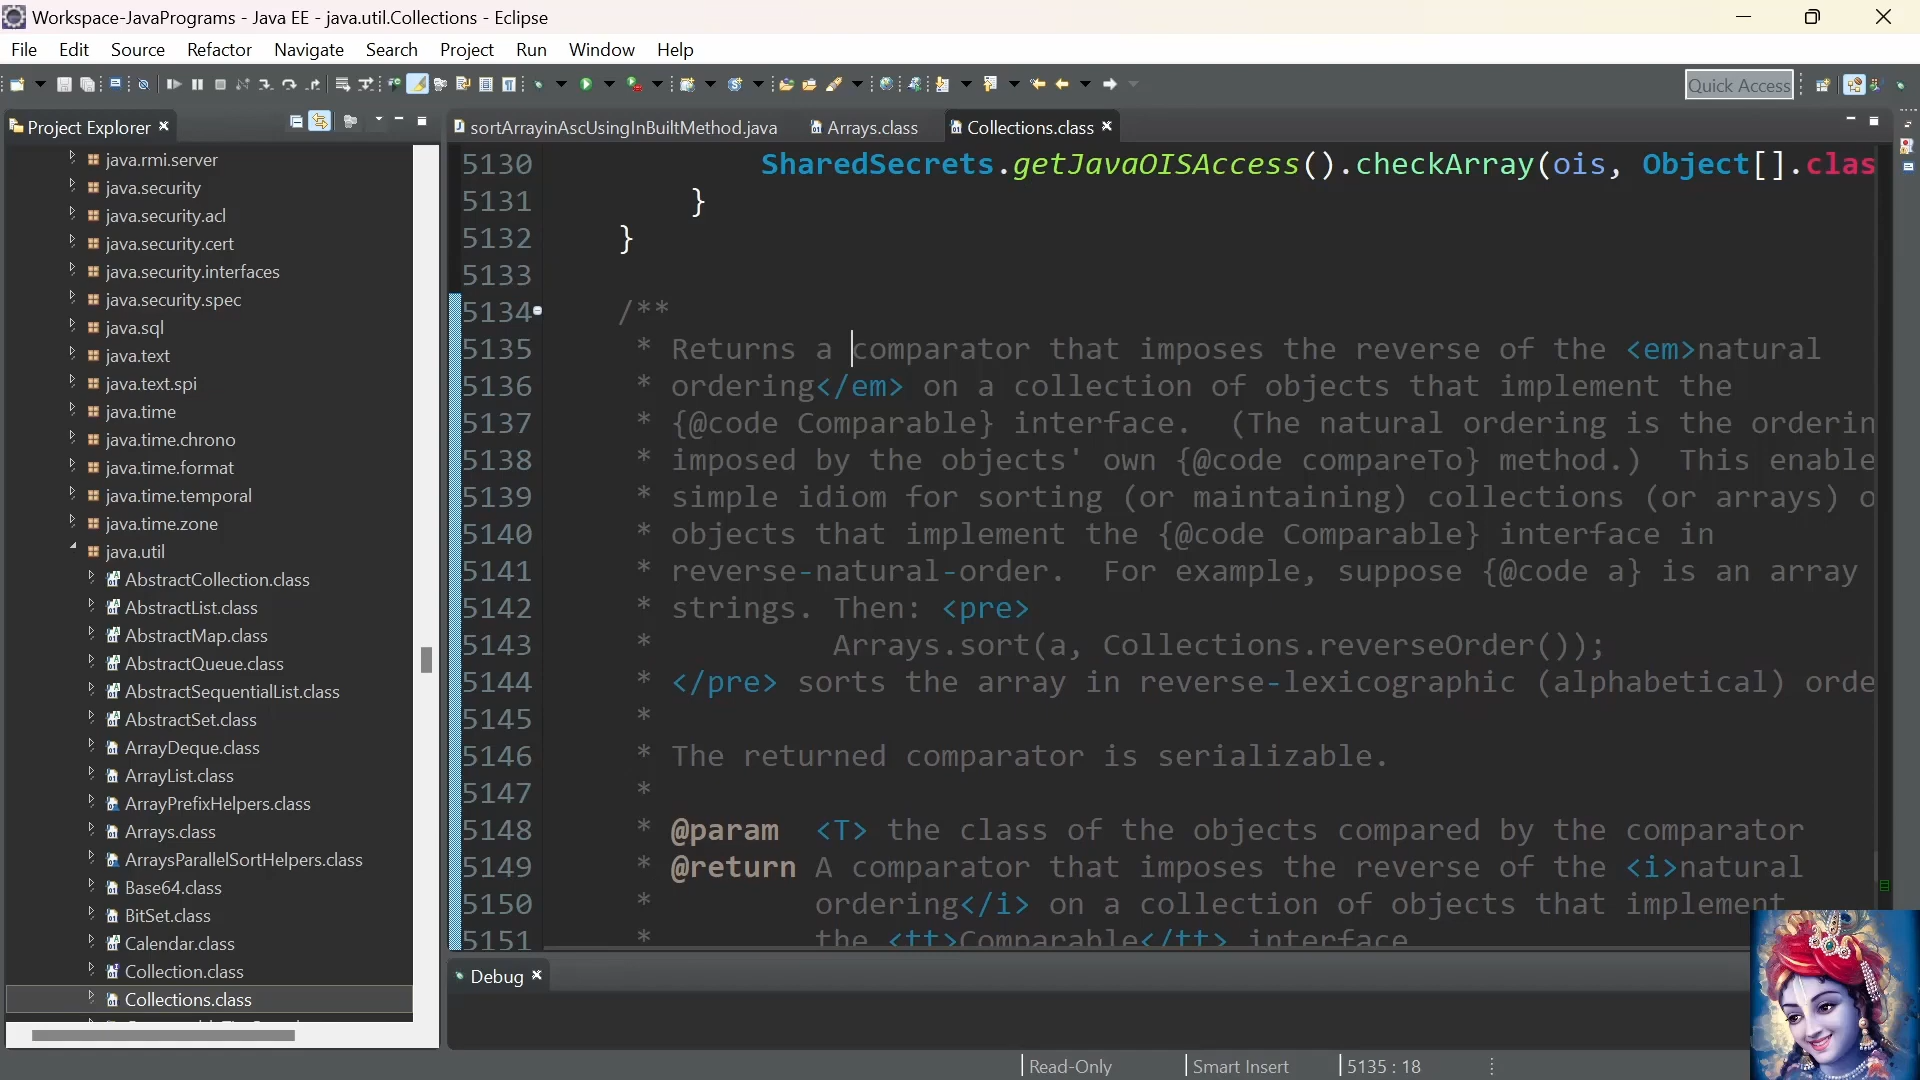 Workspace-JavaPrograms - Java EE - java.util.Collections - Eclipse
File Edit Source Refactor Navigate Search Project Run Window Help
Quick Access
Project Explorer
java.rmi.server
java.security
java.security.acl
java.security.cert
java.security.interfaces
java.security.spec
java.sql
java.text
java.text.spi
java.time
java.time.chrono
java.time.format
java.time.temporal
java.time.zone
java.util
AbstractCollection.class
AbstractList.class
AbstractMap.class
AbstractQueue.class
AbstractSequentialList.class
AbstractSet.class
ArrayDeque.class
ArrayList.class
ArrayPrefixHelpers.class
Arrays.class
ArraysParallelSortHelpers.class
Base64.class
BitSet.class
Calendar.class
Collection.class
Collections.class
sortArrayinAscUsingInBuiltMethod.java Arrays.class Collections.class
5130 SharedSecrets.getJavaOISAccess().checkArray(ois, Object[].clas
5131 }
5132 }
5133
5134 /**
5135 * Returns a comparator that imposes the reverse of the <em>natural
5136 * ordering</em> on a collection of objects that implement the
5137 * {@code Comparable} interface. (The natural ordering is the orderin
5138 * imposed by the objects' own {@code compareTo} method.) This enable
5139 * simple idiom for sorting (or maintaining) collections (or arrays) o
5140 * objects that implement the {@code Comparable} interface in
5141 * reverse-natural-order. For example, suppose {@code a} is an array
5142 * strings. Then: <pre>
5143 * Arrays.sort(a, Collections.reverseOrder());
5144 * </pre> sorts the array in reverse-lexicographic (alphabetical) orde
5145 *
5146 * The returned comparator is serializable.
5147 *
5148 * @param <T> the class of the objects compared by the comparator
5149 * @return A comparator that imposes the reverse of the <i>natural
5150 * ordering</i> on a collection of objects that implement
5151 * the <tt>Comparable</tt> interface
Debug
Read-Only Smart Insert 5135 : 18